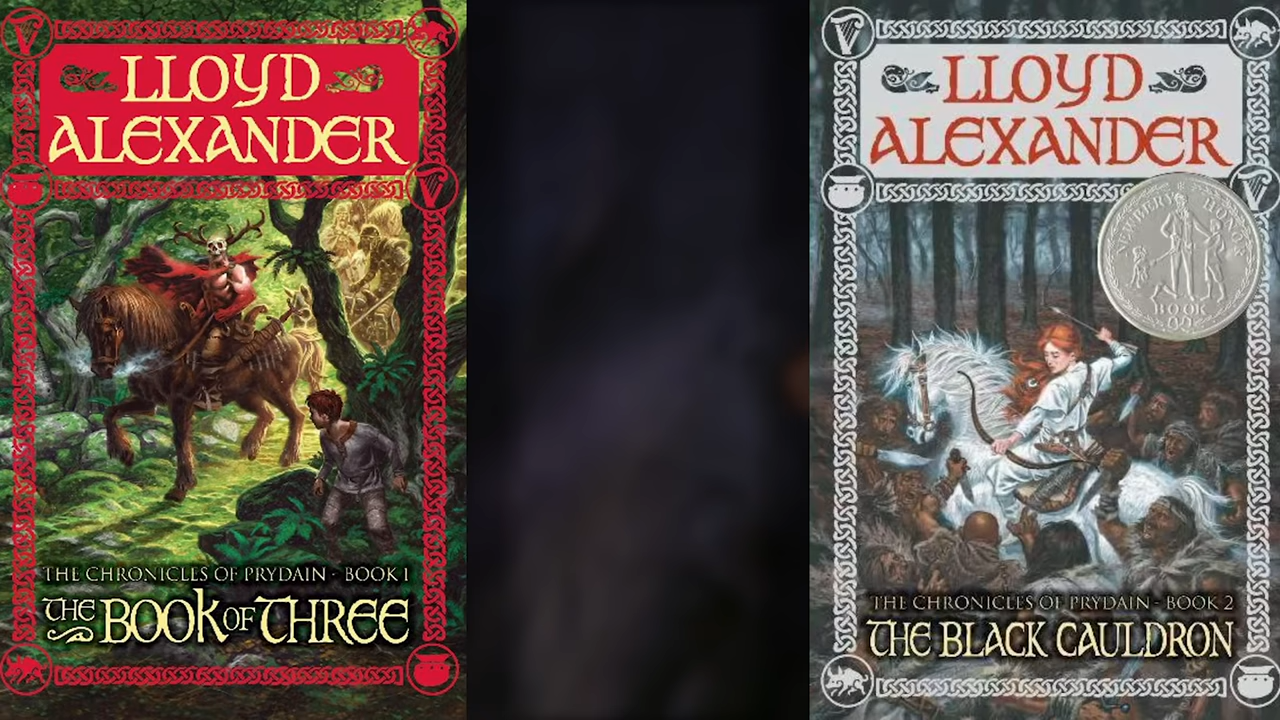 LLOYD
ALEXANDER
THE CHRONICLES OF PRYDAIN · BOOK 1
THE BOOK OF THREE
LLOYD
ALEXANDER
NEWBERY HONOR
BOOK
THE CHRONICLES OF PRYDAIN - BOOK 2
THE BLACK CAULDRON